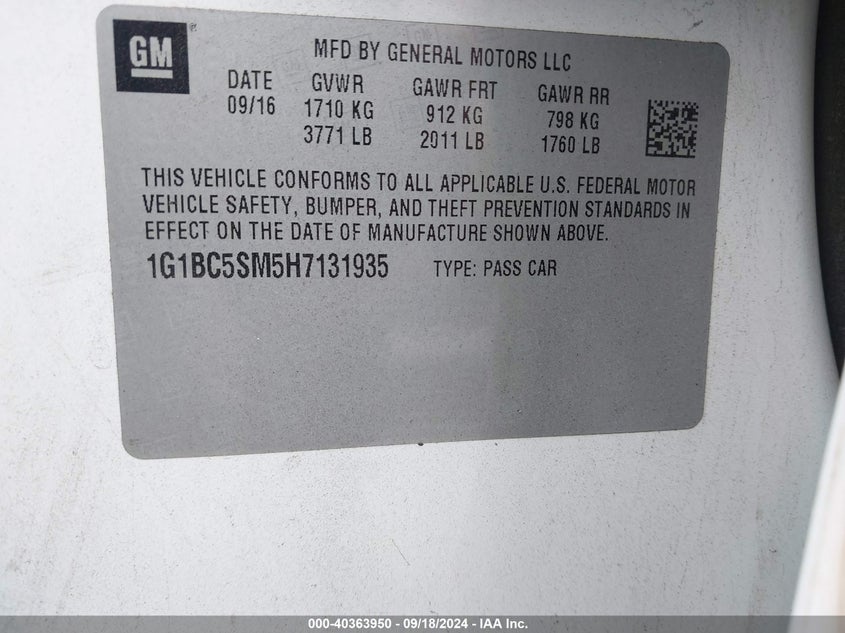 GM
MFD BY GENERAL MOTORS LLC
DATE GVWR GAWR FRT GAWR RR
09/16 1710 KG 912 KG 798 KG
3771 LB 2011 LB 1760 LB
THIS VEHICLE CONFORMS TO ALL APPLICABLE U.S. FEDERAL MOTOR
VEHICLE SAFETY, BUMPER, AND THEFT PREVENTION STANDARDS IN
EFFECT ON THE DATE OF MANUFACTURE SHOWN ABOVE.
1G1BC5SM5H7131935 TYPE: PASS CAR
000-40363950 - 09/18/2024 - IAA Inc.